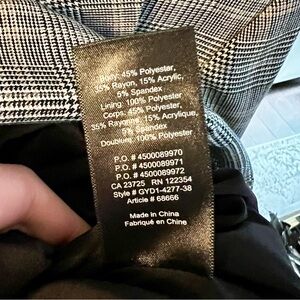 Body: 45% Polyester,
35% Rayon, 15% Acrylic,
5% Spandex
Lining: 100% Polyester
Corps: 45% Polyester,
35% Rayonne, 15% Acrylique,
5% Spandex
Doublure: 100% Polyester
P.O. # 4500089970
P.O. # 4500089971
P.O. # 4500089972
CA 23725 RN 122354
Style # GYD1-4277-38
Article # 68666
Made in China
Fabriqué en China